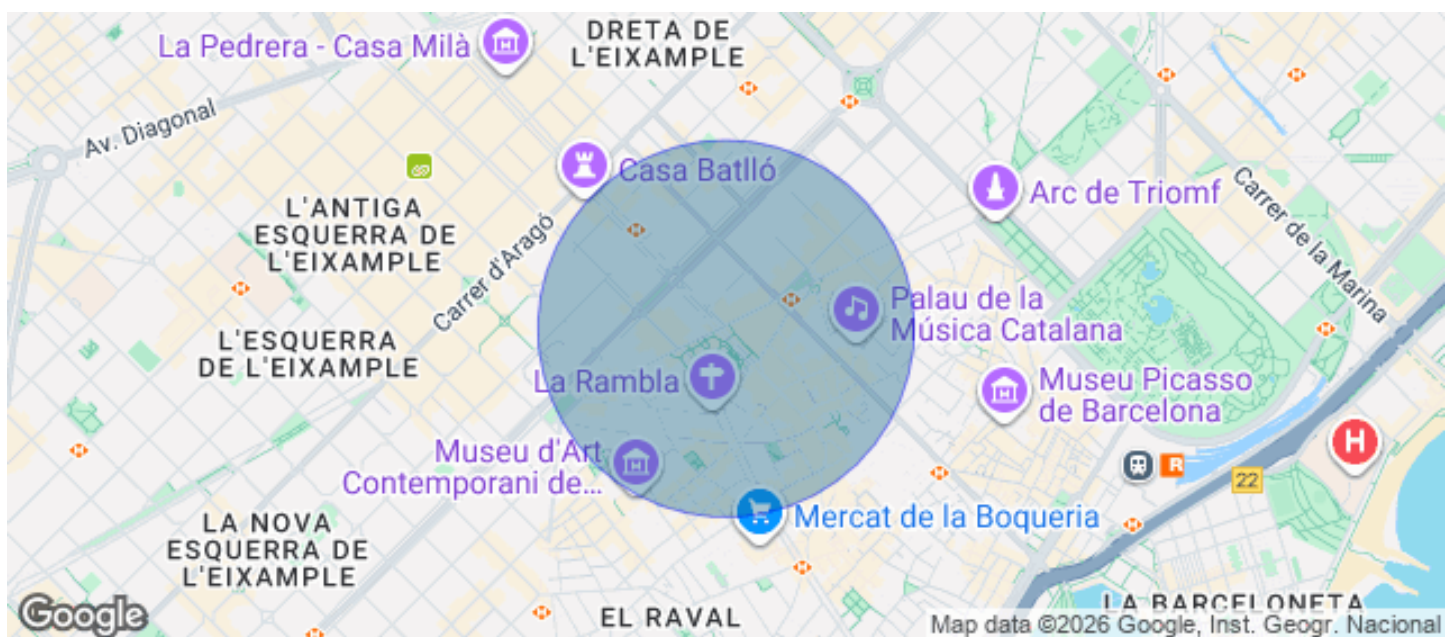 La Pedrera - Casa Milà
DRETA DE
L'EIXAMPLE
Av. Diagonal
Casa Batlló
Arc de Triomf
Carrer de la Marina
L'ANTIGA
ESQUERRA DE
L'EIXAMPLE
Carrer d'Aragó
Palau de la
Música Catalana
L'ESQUERRA
DE L'EIXAMPLE
La Rambla
Museu Picasso
de Barcelona
H
Museu d'Art
Contemporani de...
R
22
Mercat de la Boqueria
LA NOVA
ESQUERRA DE
L'EIXAMPLE
EL RAVAL
LA BARCELONETA
Google
Map data ©2026 Google, Inst. Geogr. Nacional